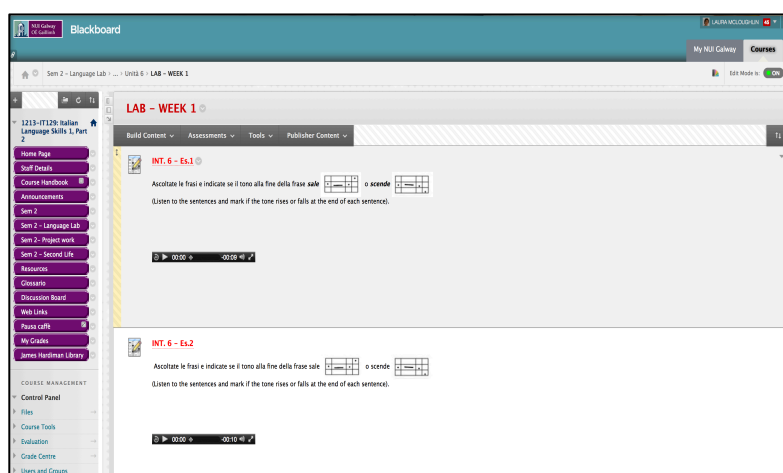 NUI Galway
OÉ Gaillimh
Blackboard
LAURA MCLOUGHLIN 48
My NUI Galway
Courses
Sem 2 - Language Lab > ... > Unità 6 > LAB - WEEK 1
Edit Mode is: ON
1213-IT129: Italian
Language Skills 1, Part
2
Home Page
Staff Details
Course Handbook
Announcements
Sem 2
Sem 2 - Language Lab
Sem 2- Project work
Sem 2 - Second Life
Resources
Glossario
Discussion Board
Web Links
Pausa caffè
My Grades
James Hardiman Library
COURSE MANAGEMENT
Control Panel
Files
Course Tools
Evaluation
Grade Centre
Users and Groups
LAB - WEEK 1
Build Content
Assessments
Tools
Publisher Content
INT. 6 - Es.1
Ascoltate le frasi e indicate se il tono alla fine della frase sale o scende
(Listen to the sentences and mark if the tone rises or falls at the end of each sentence).
00:00 -00:09
INT. 6 - Es.2
Ascoltate le frasi e indicate se il tono alla fine della frase sale o scende
(Listen to the sentences and mark if the tone rises or falls at the end of each sentence).
00:00 -00:10